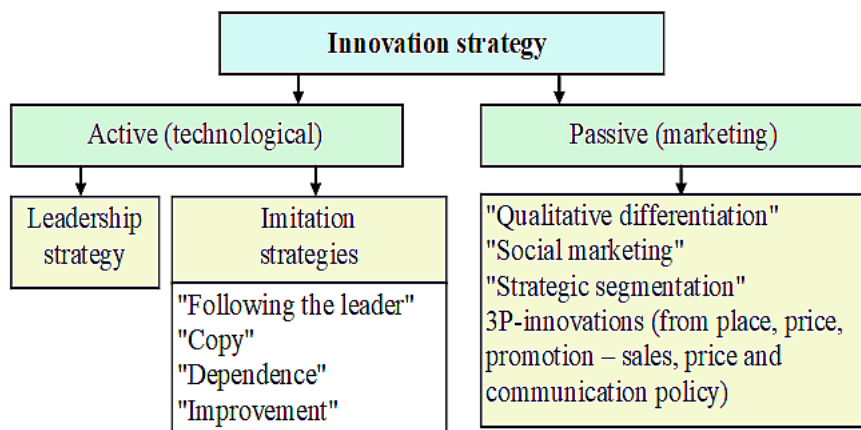 Innovation strategy
Active (technological)
Passive (marketing)
Leadership
strategy
Imitation
strategies
"Following the leader"
"Copy"
"Dependence"
"Improvement"
"Qualitative differentiation"
"Social marketing"
"Strategic segmentation"
3P-innovations (from place, price,
promotion – sales, price and
communication policy)